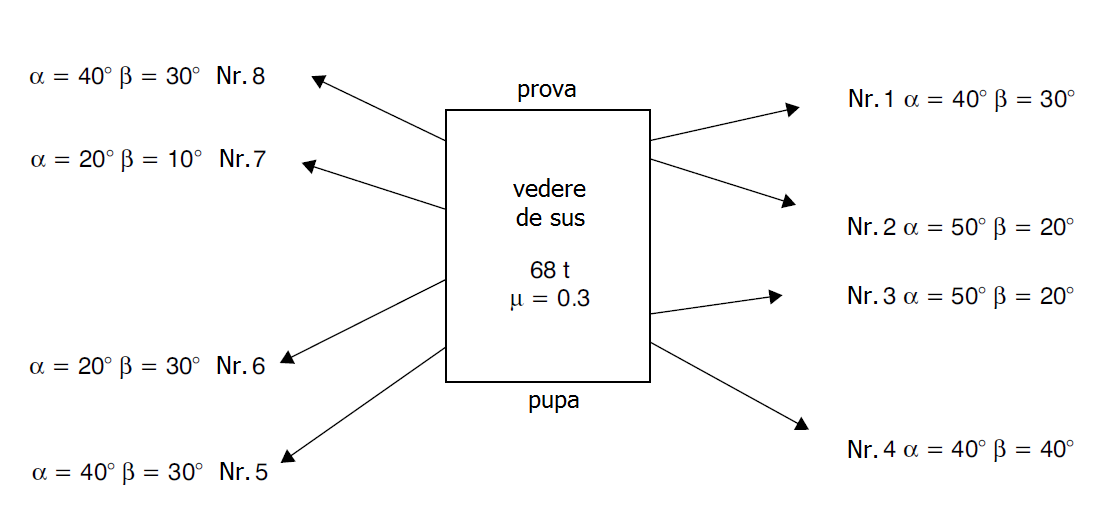 α = 40° β = 30° Nr. 8
prova
Nr. 1 α = 40° β = 30°
α = 20° β = 10° Nr. 7
vedere
de sus
Nr. 2 α = 50° β = 20°
68 t
μ = 0.3
Nr. 3 α = 50° β = 20°
α = 20° β = 30° Nr. 6
pupa
Nr. 4 α = 40° β = 40°
α = 40° β = 30° Nr. 5